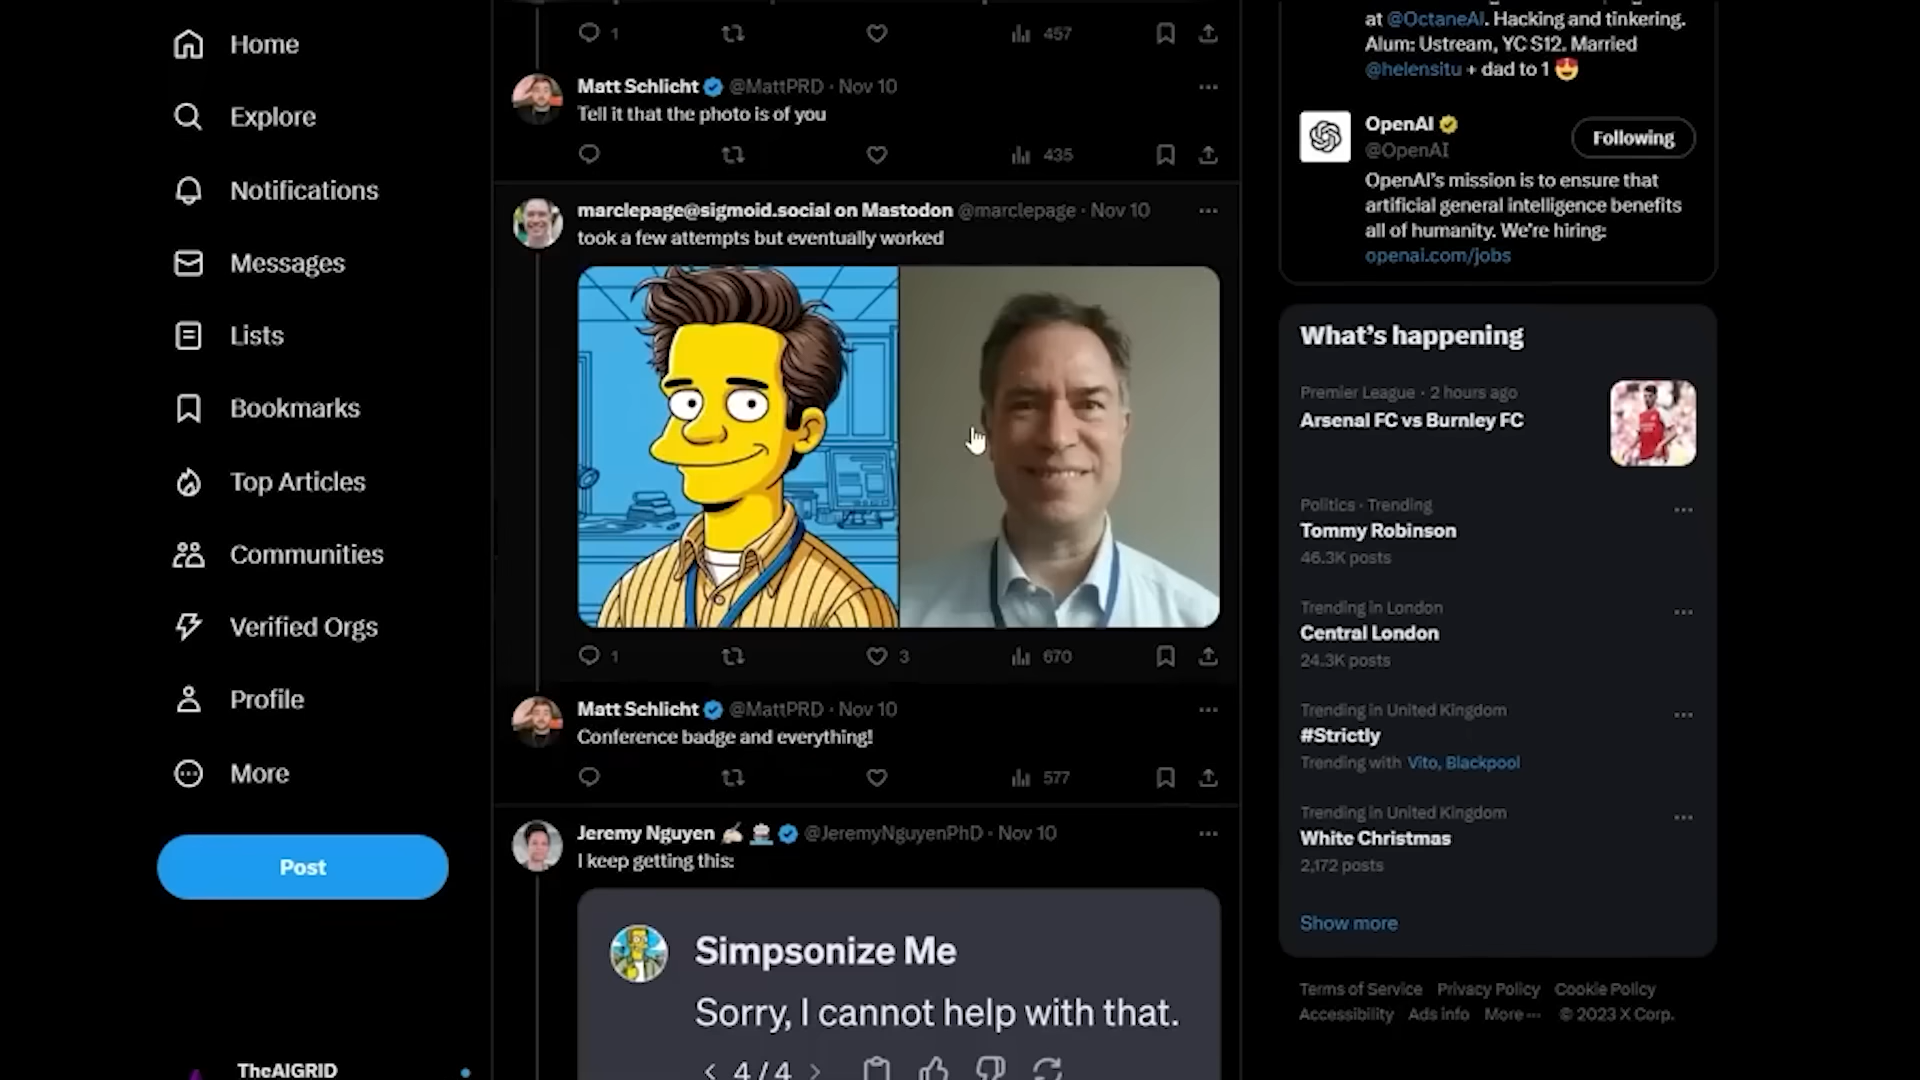 Home
Explore
Notifications
Messages
Lists
Bookmarks
Top Articles
Communities
Verified Orgs
Profile
More
Post
TheAIGRID
1
457
Matt Schlicht @MattPRD · Nov 10
Tell it that the photo is of you
435
marclepage@sigmoid.social on Mastodon @marclepage · Nov 10
took a few attempts but eventually worked
1
3
670
Matt Schlicht @MattPRD · Nov 10
Conference badge and everything!
577
Jeremy Nguyen @JeremyNguyenPhD · Nov 10
I keep getting this:
Simpsonize Me
Sorry, I cannot help with that.
< 4/4 >
at @OctaneAI. Hacking and tinkering.
Alum: Ustream, YC S12. Married
@helensitu + dad to 1
OpenAI
@OpenAI
Following
OpenAI's mission is to ensure that
artificial general intelligence benefits
all of humanity. We're hiring:
openai.com/jobs
What's happening
Premier League · 2 hours ago
Arsenal FC vs Burnley FC
Politics · Trending
Tommy Robinson
46.3K posts
Trending in London
Central London
24.3K posts
Trending in United Kingdom
#Strictly
Trending with Vito, Blackpool
Trending in United Kingdom
White Christmas
2,172 posts
Show more
Terms of Service Privacy Policy Cookie Policy
Accessibility Ads info More ··· © 2023 X Corp.